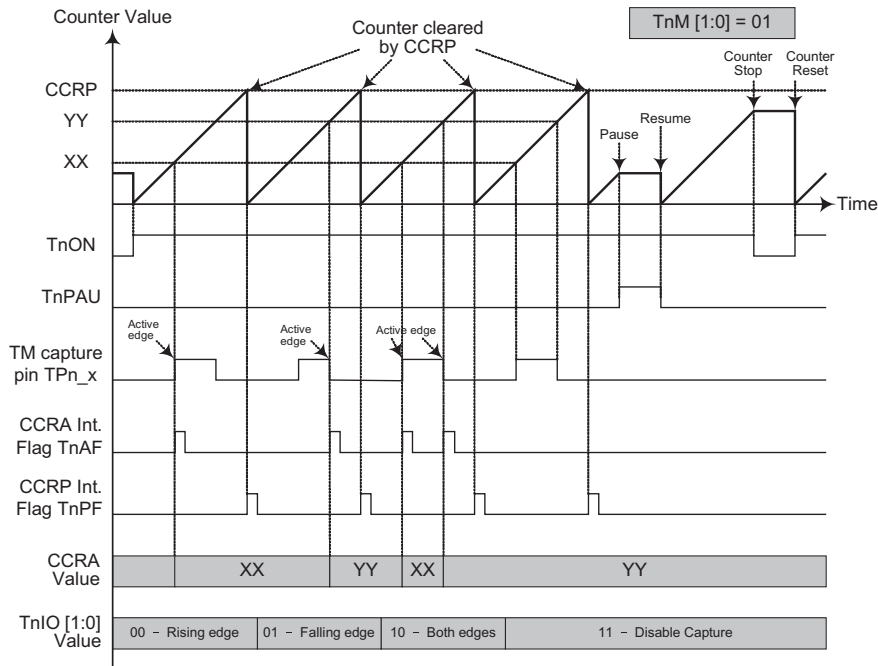 Counter Value
TnM [1:0] = 01
Counter cleared
by CCRP
Counter
Stop
Counter
Reset
CCRP
YY
Pause
Resume
XX
Time
TnON
TnPAU
Active
edge
Active
edge
Active edge
TM capture
pin TPn_x
CCRA Int.
Flag TnAF
CCRP Int.
Flag TnPF
CCRA
Value
XX
YY
XX
YY
TnIO [1:0]
Value
00 – Rising edge
01 – Falling edge
10 – Both edges
11 – Disable Capture